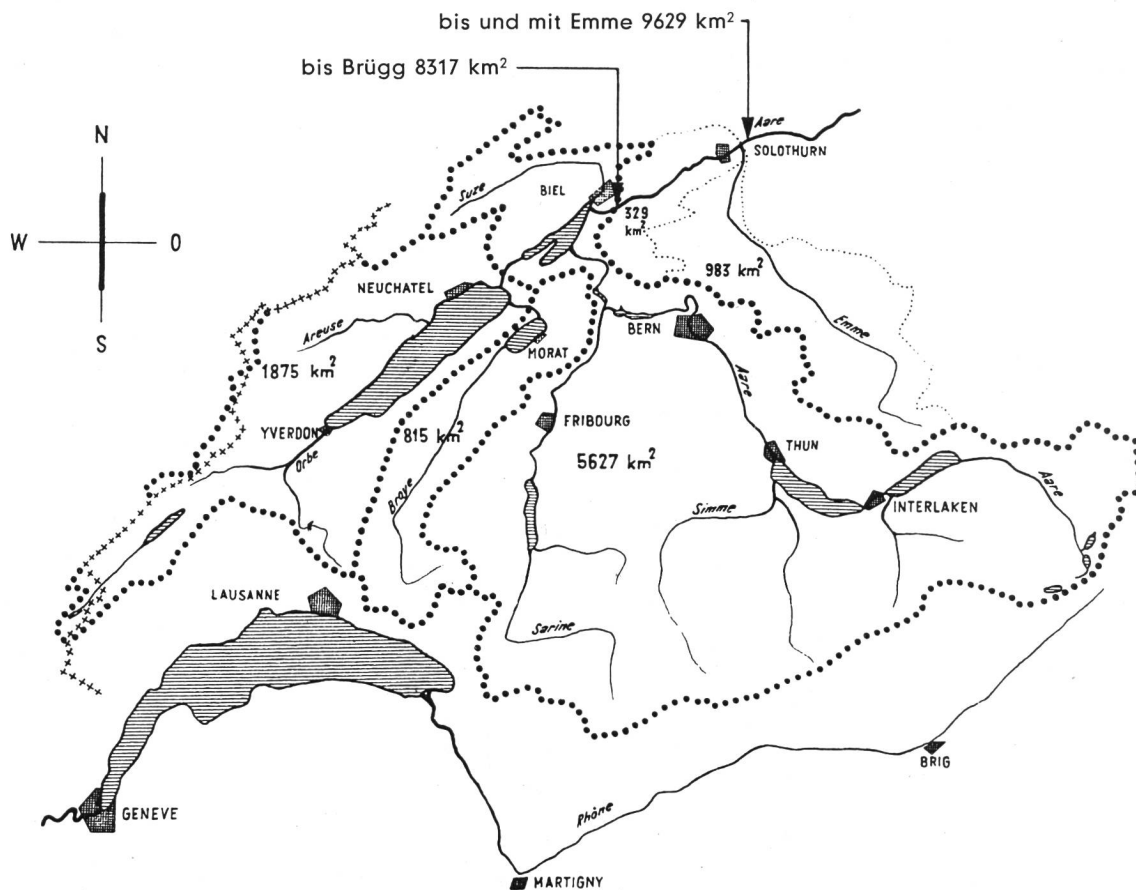 bis und mit Emme 9629 km²
bis Brügg 8317 km²
N
W
O
S
Aare
SOLOTHURN
Suze
BIEL
329
km²
983 km²
NEUCHATEL
Areuse
MORAT
BERN
Emme
1875 km²
Aare
YVERDON
Orbe
815 km²
FRIBOURG
5627 km²
THUN
Broye
Simme
INTERLAKEN
Aare
LAUSANNE
Sarine
GENEVE
Rhône
BRIG
MARTIGNY